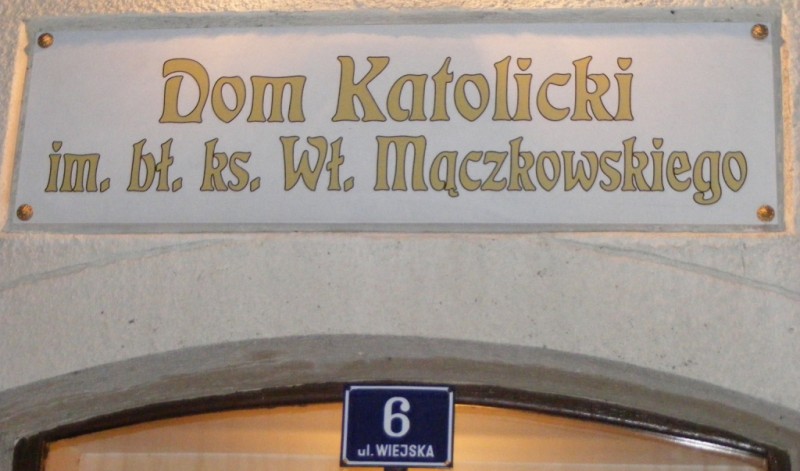 Dom Katolicki
im. bł. ks. Wł. Mączkowskiego
6
ul. WIEJSKA